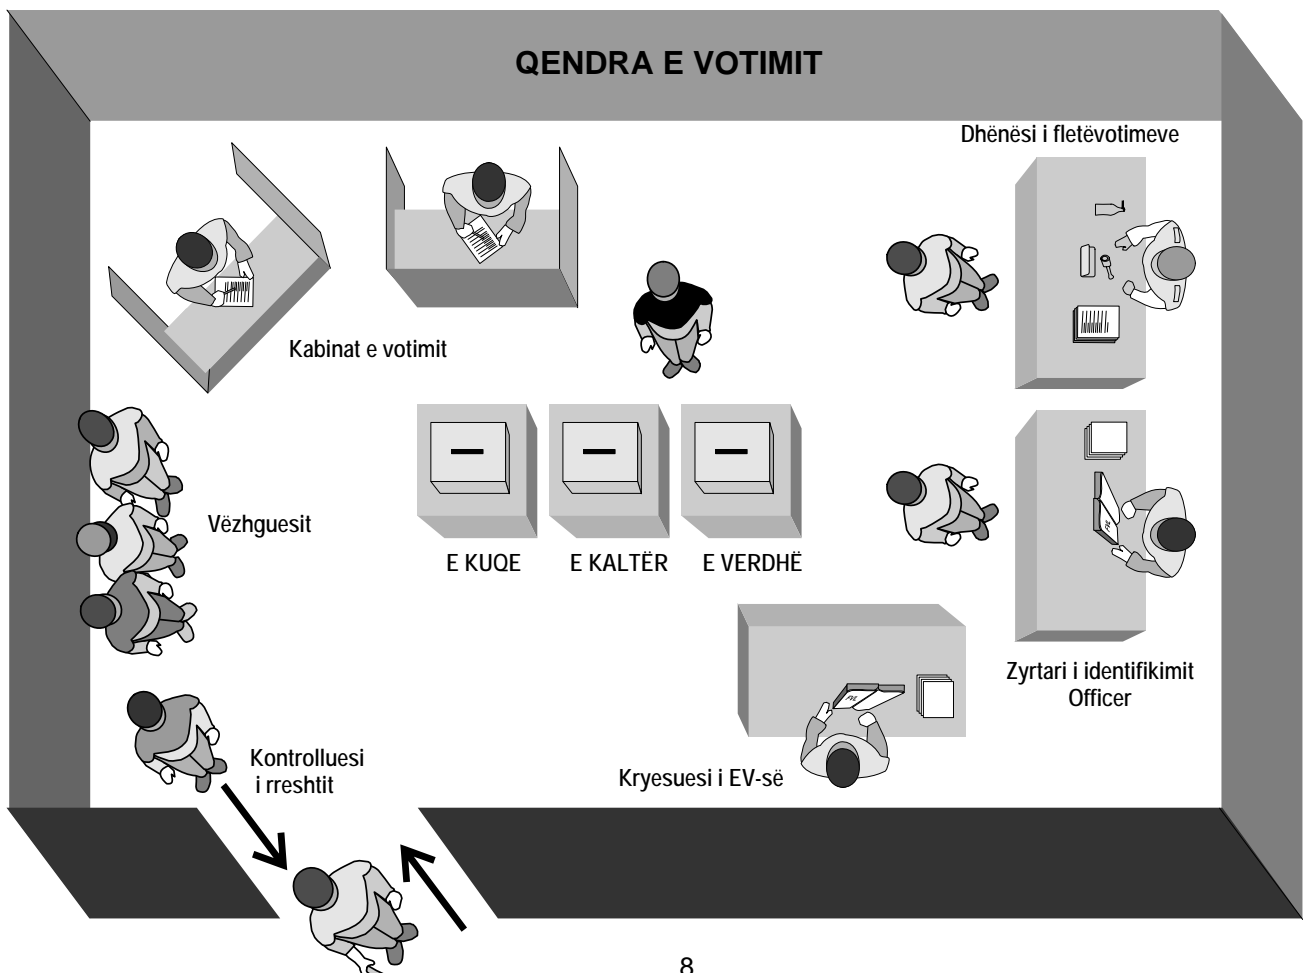 QENDRA E VOTIMIT
Dhënësi i fletëvotimeve
Kabinat e votimit
Vëzhguesit
E KUQE
E KALTËR
E VERDHË
Zyrtari i identifikimit
Officer
Kontrolluesi
i rreshtit
Kryesuesi i EV-së
8